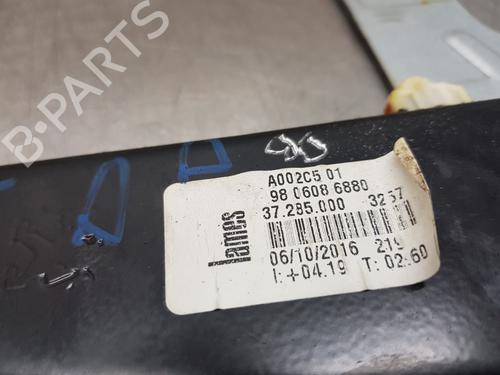 B-PARTS
A002C5 01
98 0608 6880
37.285.000 3257
lames
06/10/2016 219
I:+04.19 T: 02.60